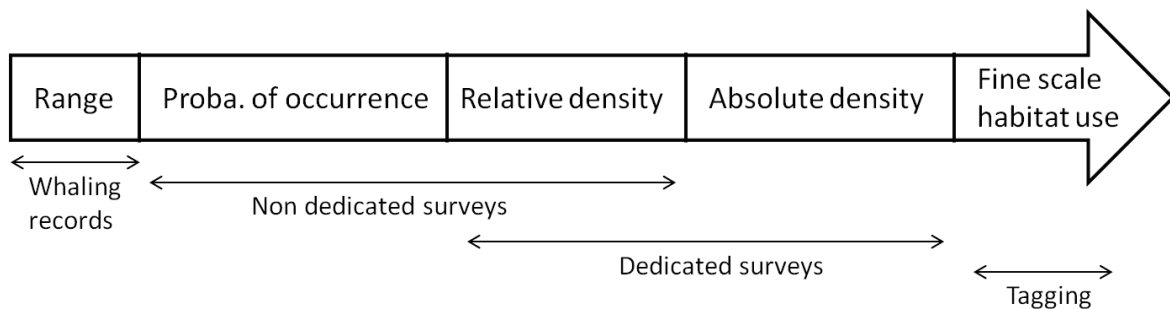 Range
Proba. of occurrence
Relative density
Absolute density
Fine scale
habitat use
Whaling
records
Non dedicated surveys
Dedicated surveys
Tagging